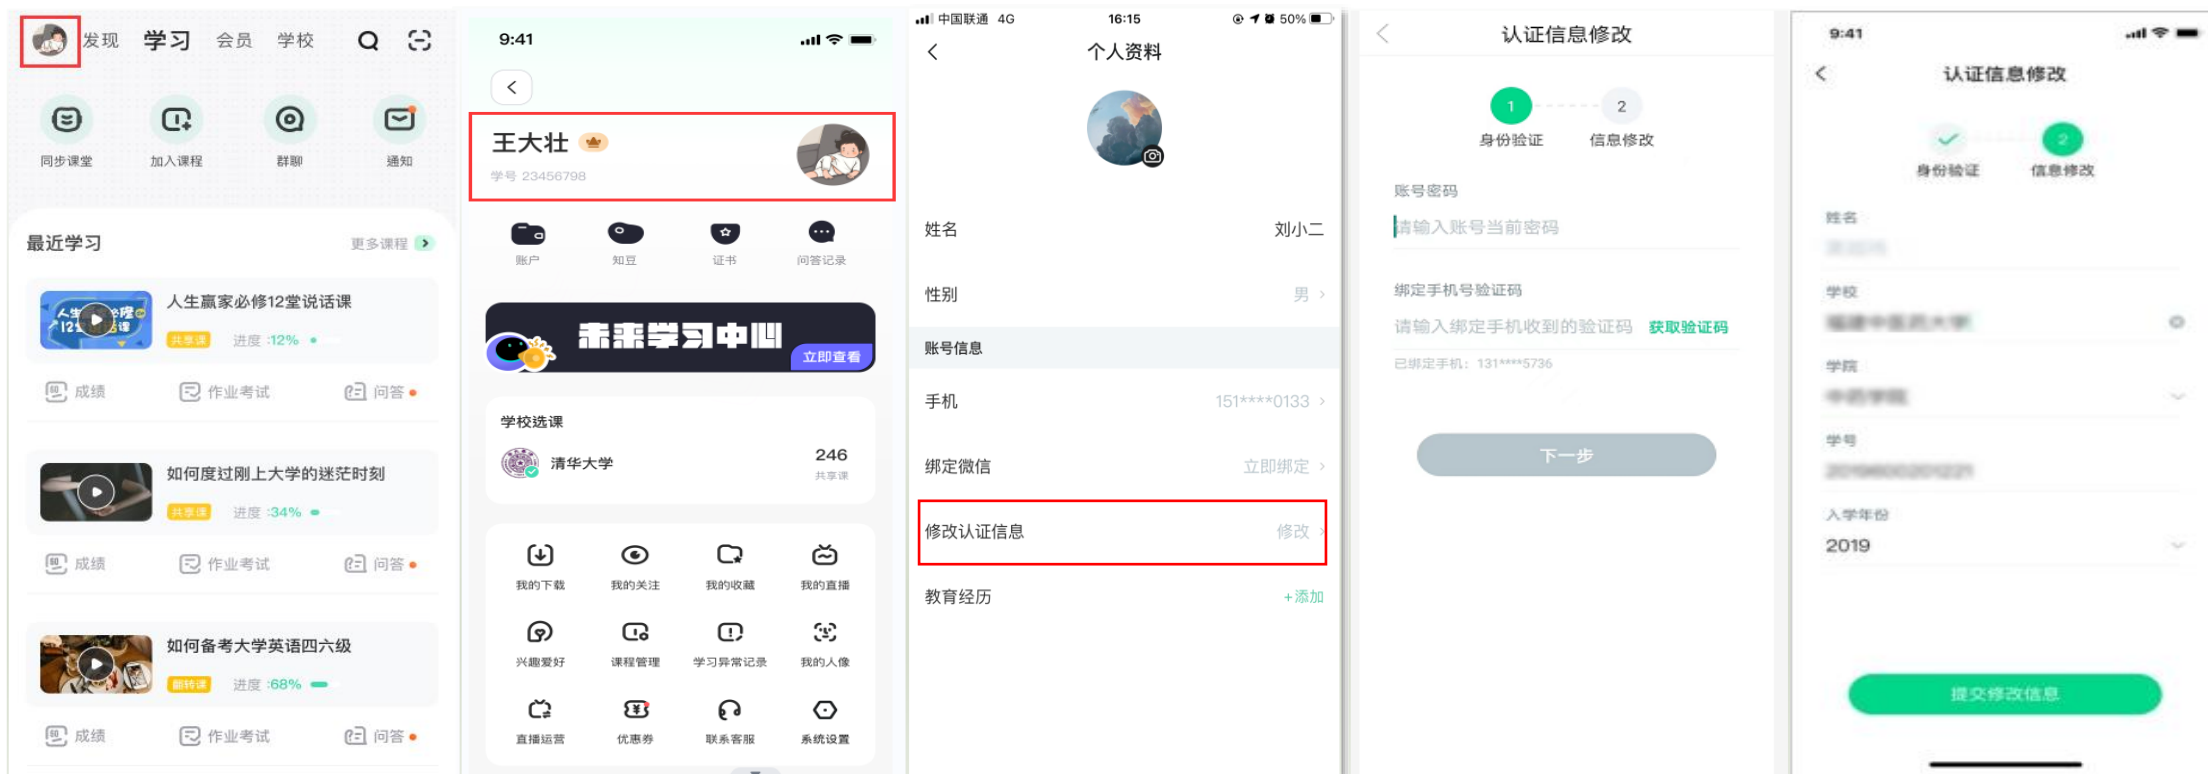 发现 学习 会员 学校
同步课堂 加入课程 群聊 通知
最近学习 更多课程
人生赢家必修12堂说话课
共享课 进度 :12%
成绩 作业考试 问答
如何度过刚上大学的迷茫时刻
共享课 进度 :34%
成绩 作业考试 问答
如何备考大学英语四六级
翻转课 进度 :68%
成绩 作业考试 问答
9:41
王大壮
学号 23456798
账户 知豆 证书 问答记录
未来学习中心
立即查看
学校选课
清华大学 246
共享课
我的下载 我的关注 我的收藏 我的直播
兴趣爱好 课程管理 学习异常记录 我的人像
直播运营 优惠券 联系客服 系统设置
中国联通 4G 16:15 50%
个人资料
姓名 刘小二
性别 男
账号信息
手机 151****0133
绑定微信 立即绑定
修改认证信息 修改
教育经历 +添加
认证信息修改
1 2
身份验证 信息修改
账号密码
请输入账号当前密码
绑定手机号验证码
请输入绑定手机收到的验证码 获取验证码
已绑定手机：131****5736
下一步
9:41
认证信息修改
2
身份验证 信息修改
姓名
学校
福建中医药大学
学院
中药学院
学号
入学年份
2019
提交修改信息